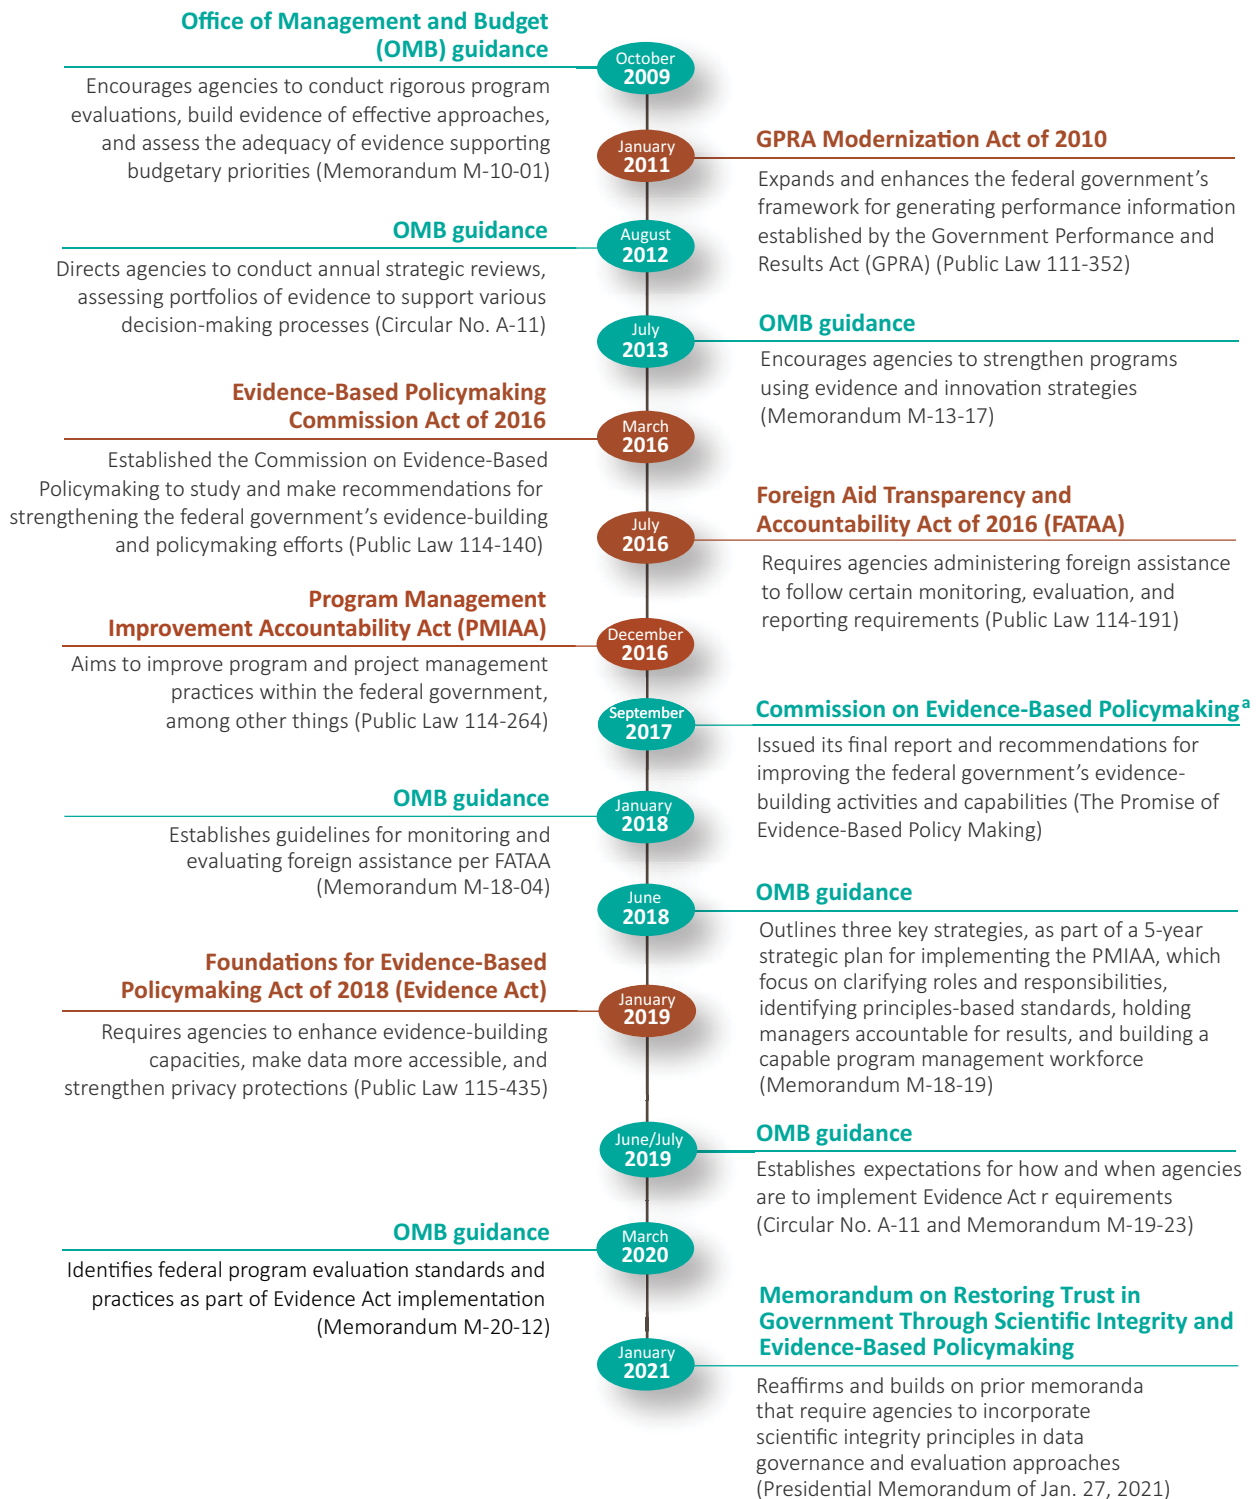 Office of Management and Budget
(OMB) guidance
October
2009
Encourages agencies to conduct rigorous program
evaluations, build evidence of effective approaches,
and assess the adequacy of evidence supporting
budgetary priorities (Memorandum M-10-01)
January
2011
GPRA Modernization Act of 2010
Expands and enhances the federal government’s
framework for generating performance information
established by the Government Performance and
Results Act (GPRA) (Public Law 111-352)
OMB guidance
August
2012
Directs agencies to conduct annual strategic reviews,
assessing portfolios of evidence to support various
decision-making processes (Circular No. A-11)
July
2013
OMB guidance
Encourages agencies to strengthen programs
using evidence and innovation strategies
(Memorandum M-13-17)
Evidence-Based Policymaking
Commission Act of 2016
March
2016
Established the Commission on Evidence-Based
Policymaking to study and make recommendations for
strengthening the federal government’s evidence-building
and policymaking efforts (Public Law 114-140)
July
2016
Foreign Aid Transparency and
Accountability Act of 2016 (FATAA)
Requires agencies administering foreign assistance
to follow certain monitoring, evaluation, and
reporting requirements (Public Law 114-191)
Program Management
Improvement Accountability Act (PMIAA)
December
2016
Aims to improve program and project management
practices within the federal government,
among other things (Public Law 114-264)
September
2017
Commission on Evidence-Based Policymaking a
Issued its final report and recommendations for
improving the federal government’s evidence-
building activities and capabilities (The Promise of
Evidence-Based Policy Making)
OMB guidance
January
2018
Establishes guidelines for monitoring and
evaluating foreign assistance per FATAA
(Memorandum M-18-04)
June
2018
OMB guidance
Outlines three key strategies, as part of a 5-year
strategic plan for implementing the PMIAA, which
focus on clarifying roles and responsibilities,
identifying principles-based standards, holding
managers accountable for results, and building a
capable program management workforce
(Memorandum M-18-19)
Foundations for Evidence-Based
Policymaking Act of 2018 (Evidence Act)
January
2019
Requires agencies to enhance evidence-building
capacities, make data more accessible, and
strengthen privacy protections (Public Law 115-435)
June/July
2019
OMB guidance
Establishes expectations for how and when agencies
are to implement Evidence Act r equirements
(Circular No. A-11 and Memorandum M-19-23)
OMB guidance
March
2020
Identifies federal program evaluation standards and
practices as part of Evidence Act implementation
(Memorandum M-20-12)
January
2021
Memorandum on Restoring Trust in
Government Through Scientific Integrity and
Evidence-Based Policymaking
Reaffirms and builds on prior memoranda
that require agencies to incorporate
scientific integrity principles in data
governance and evaluation approaches
(Presidential Memorandum of Jan. 27, 2021)